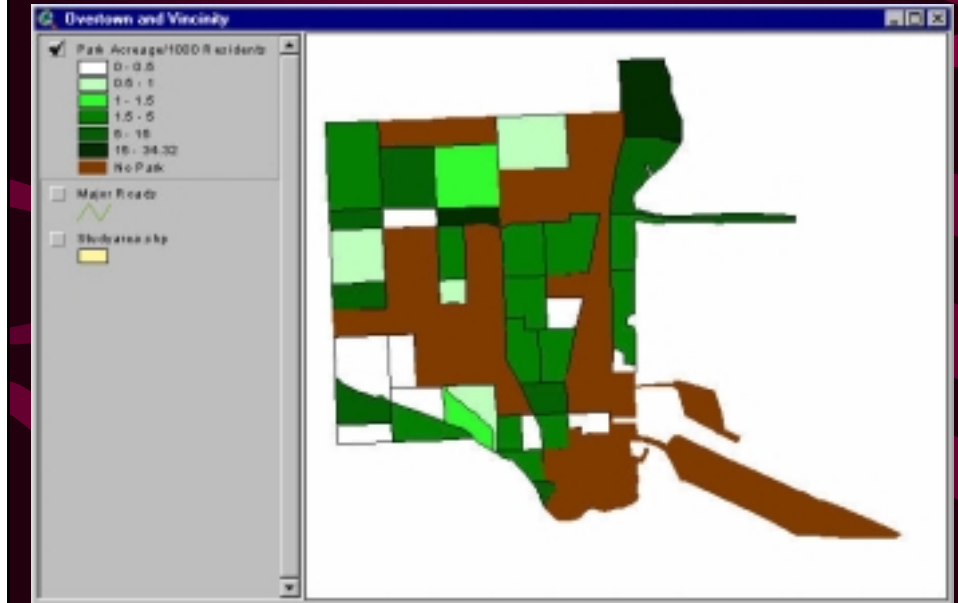 Overtown and Vincinity
Park Acreage/1000 Residents
0 - 0.5
0.5 - 1
1 - 1.5
1.5 - 5
5 - 15
15 - 34.32
No Park
Major Roads
Studyarea.shp